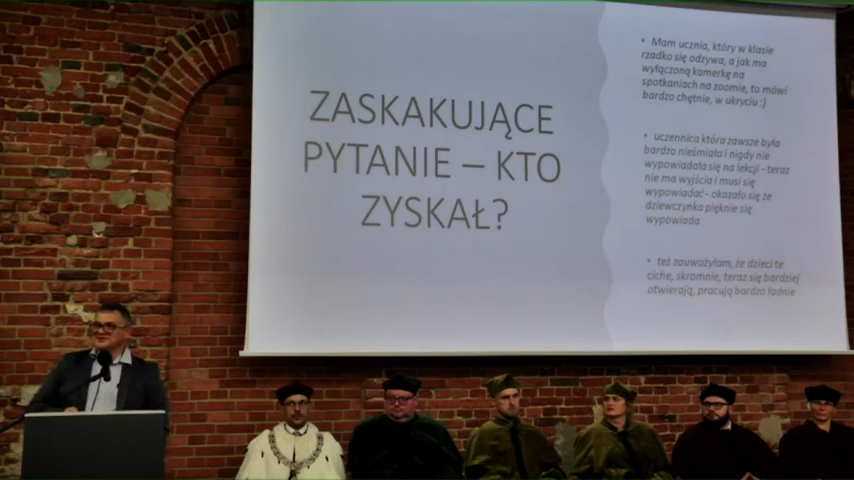 ZASKAKUJĄCE
PYTANIE – KTO
ZYSKAŁ?
• Mam ucznia, który w klasie
rzadko się odzywa, a jak ma
wyłączoną kamerkę na
spotkaniach na zoomie, to mówi
bardzo chętnie, w ukryciu :)
• uczennica która zawsze była
bardzo nieśmiała i nigdy nie
wypowiadała się na lekcji - teraz
nie ma wyjścia i musi się
wypowiadać - okazało się że
dziewczynka pięknie się
wypowiada
• też zauważyłam, że dzieci te
ciche, skromnie, teraz się bardziej
otwierają, pracują bardzo ładnie